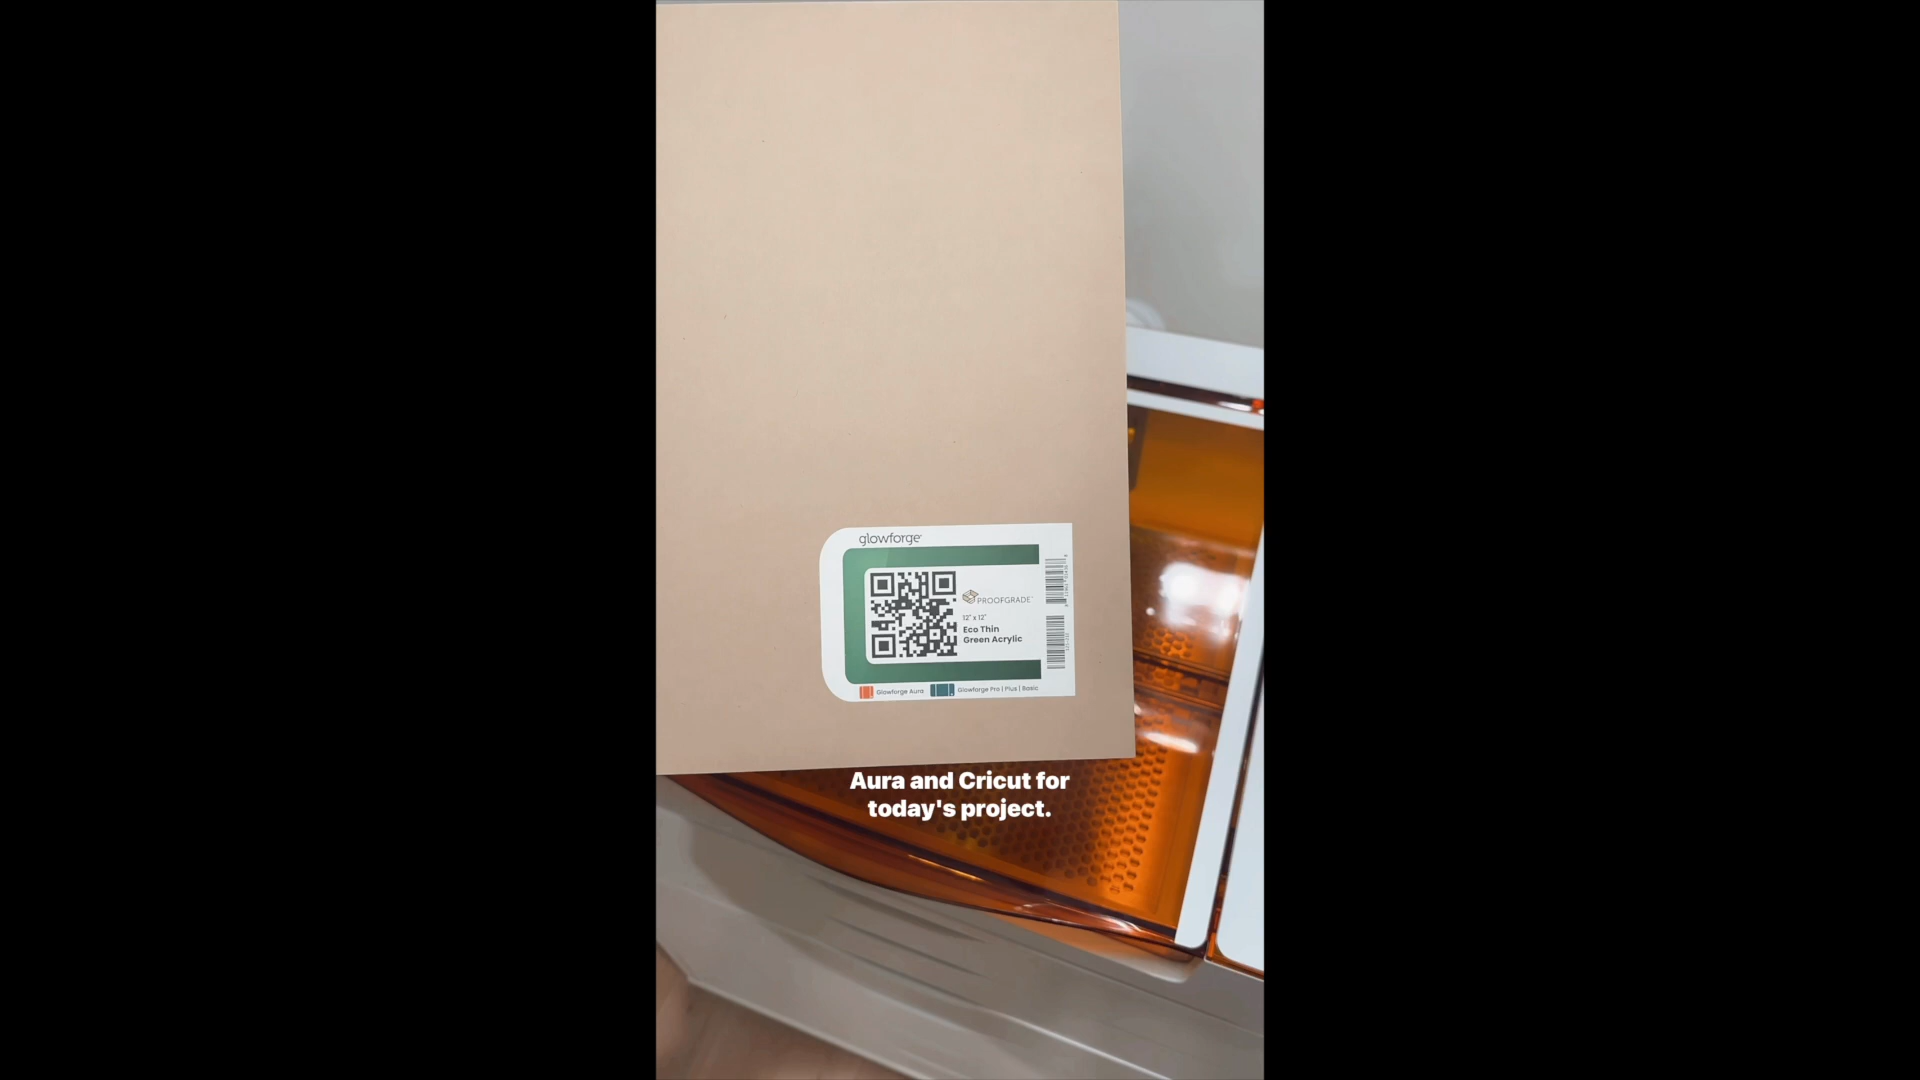 glowforge
PROOFGRADE
12" x 12"
Eco Thin
Green Acrylic
Glowforge Aura
Glowforge Pro | Plus | Basic
Aura and Cricut for
today's project.